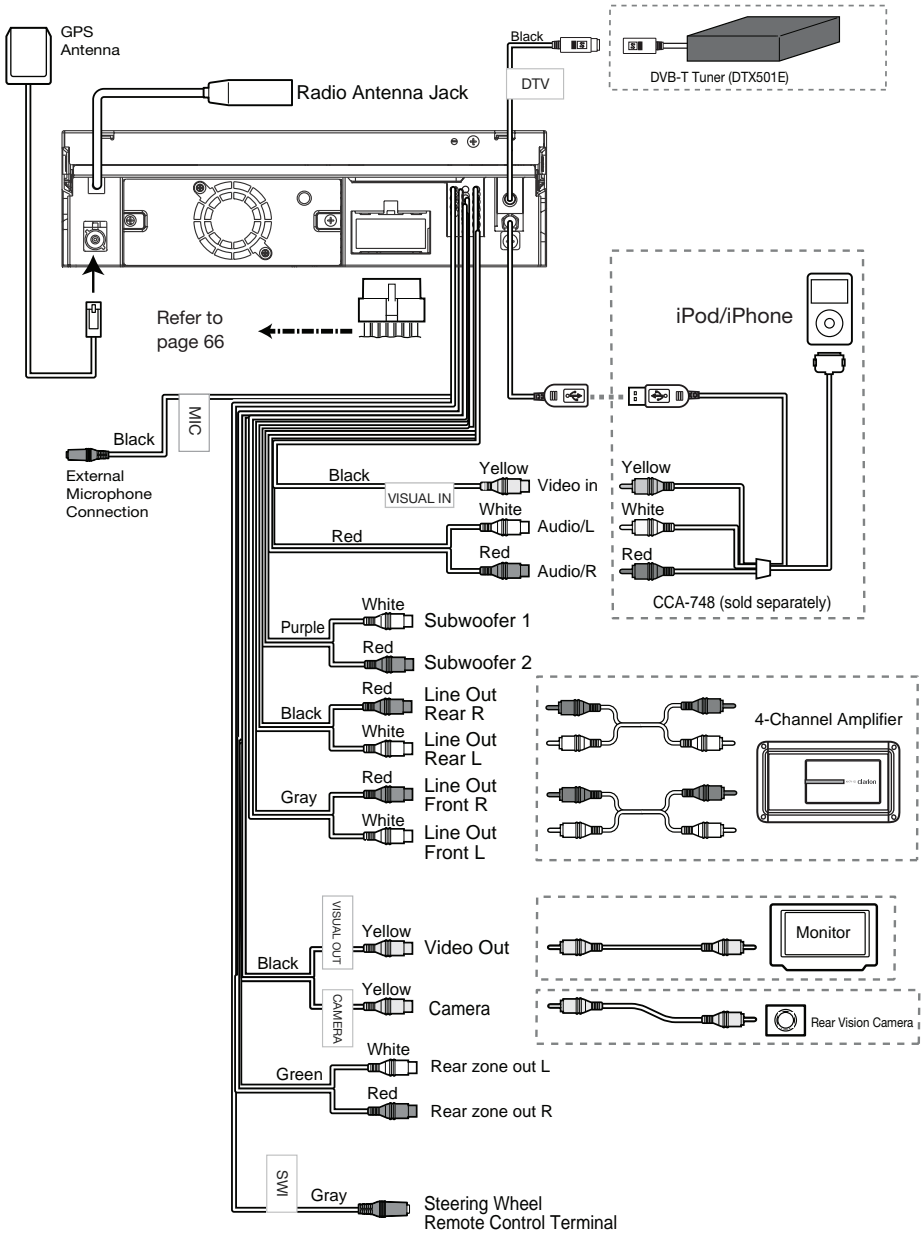 GPS
Antenna
Radio Antenna Jack
Black
DTV
DVB-T Tuner (DTX501E)
Refer to
page 66
iPod/iPhone
MIC
Black
External
Microphone
Connection
Black
VISUAL IN
Yellow
Video in
Yellow
Red
White
Audio/L
White
Red
Audio/R
Red
CCA-748 (sold separately)
Purple
White
Subwoofer 1
Red
Subwoofer 2
Black
Red
Line Out
Rear R
White
Line Out
Rear L
Gray
Red
Line Out
Front R
White
Line Out
Front L
4-Channel Amplifier
clarion
Black
VISUAL OUT
Yellow
Video Out
Monitor
CAMERA
Yellow
Camera
Rear Vision Camera
Green
White
Rear zone out L
Red
Rear zone out R
SWI
Gray
Steering Wheel
Remote Control Terminal